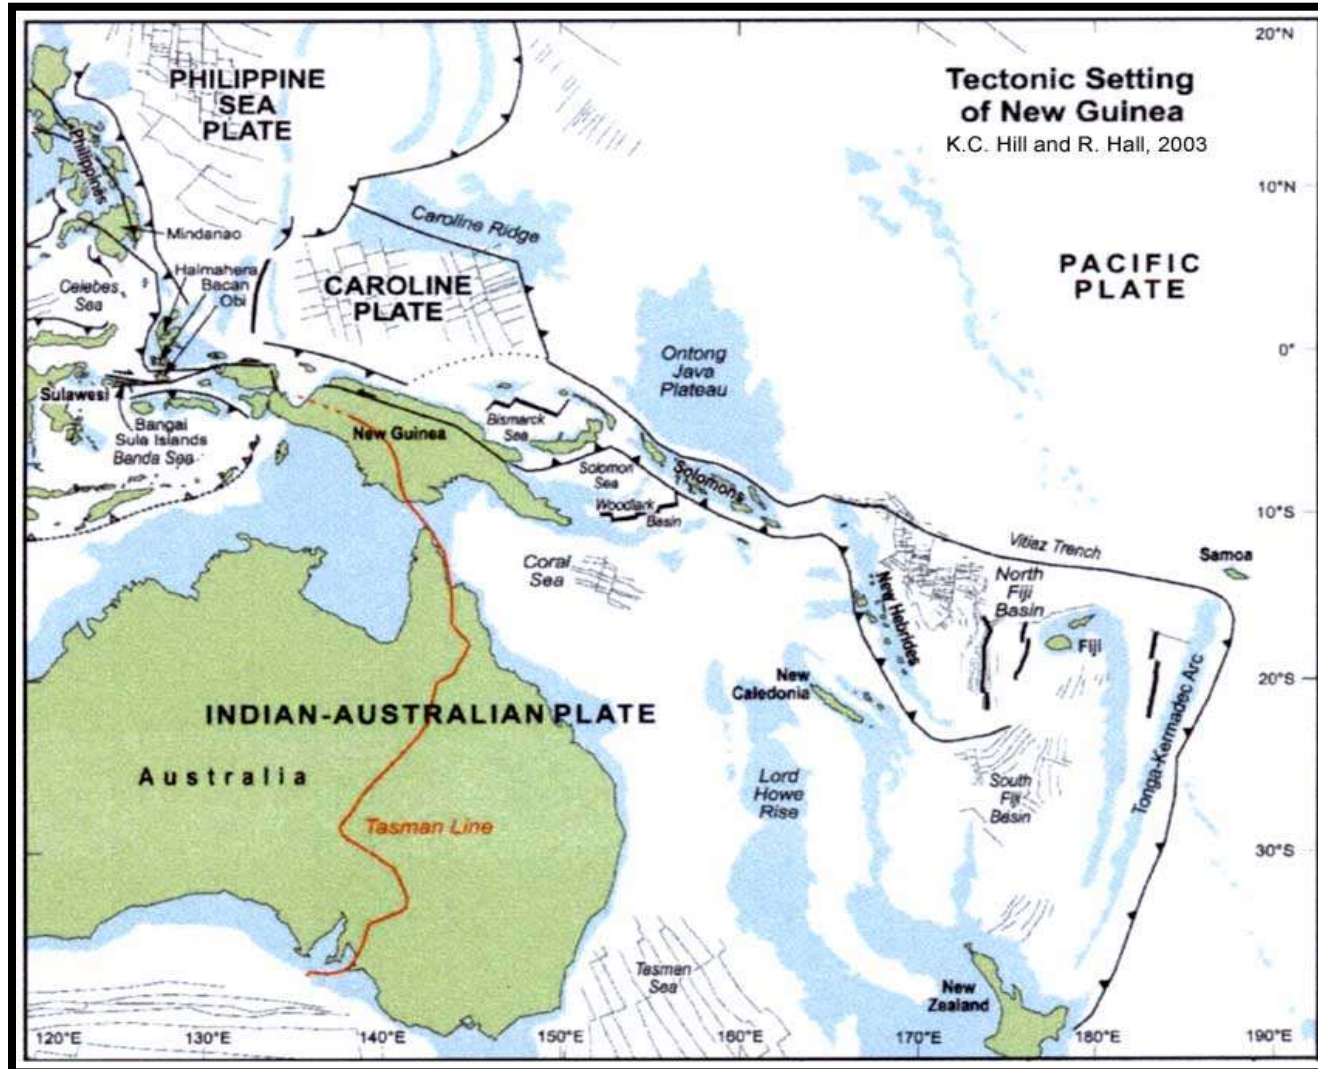 20°N
PHILIPPINE
SEA
PLATE
Tectonic Setting
of New Guinea
K.C. Hill and R. Hall, 2003
Philippines
10°N
Mindanao
Caroline Ridge
Halmahera
Bacan
Obi
Celebes
Sea
CAROLINE
PLATE
PACIFIC
PLATE
0°
Ontong
Java
Plateau
Sulawesi
Bangai
Sula Islands
Banda Sea
New Guinea
Bismarck
Sea
Solomon
Sea
Solomons
Woodlark
Basin
10°S
Vitiaz Trench
Samoa
Coral
Sea
New Hebrides
North
Fiji
Basin
Fiji
New
Caledonia
20°S
INDIAN-AUSTRALIAN PLATE
Australia
Lord
Howe
Rise
South
Fiji
Basin
Tonga-Kermadec Arc
Tasman Line
30°S
Tasman
Sea
New
Zealand
120°E 130°E 140°E 150°E 160°E 170°E 180°E 190°E